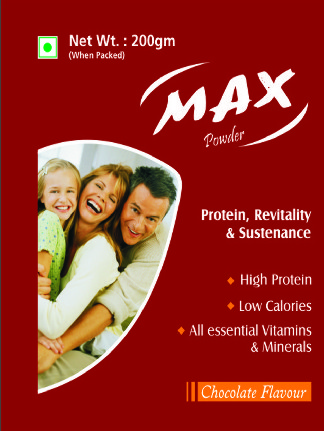 Net Wt. : 200gm
(When Packed)
MAX
Powder
Protein, Revitality
& Sustenance
High Protein
Low Calories
All essential Vitamins
& Minerals
Chocolate Flavour